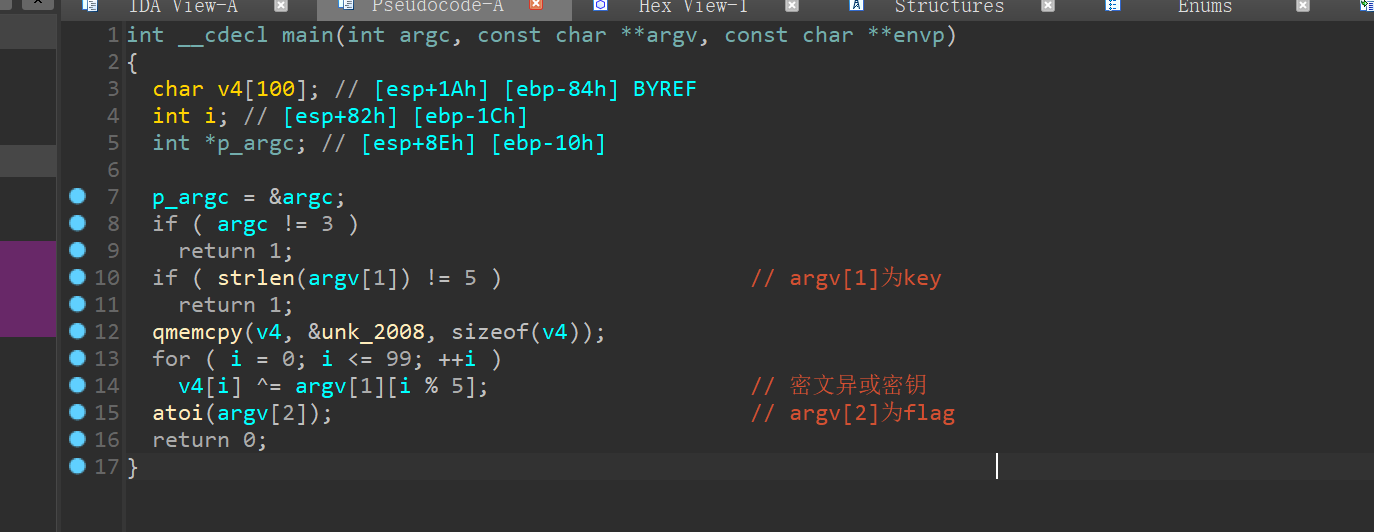 IDA View-A Pseudocode-A Hex View-1 Structures Enums
1 int __cdecl main(int argc, const char **argv, const char **envp)
2 {
3 char v4[100]; // [esp+1Ah] [ebp-84h] BYREF
4 int i; // [esp+82h] [ebp-1Ch]
5 int *p_argc; // [esp+8Eh] [ebp-10h]
6
7 p_argc = &argc;
8 if ( argc != 3 )
9 return 1;
10 if ( strlen(argv[1]) != 5 ) // argv[1]为key
11 return 1;
12 qmemcpy(v4, &unk_2008, sizeof(v4));
13 for ( i = 0; i <= 99; ++i )
14 v4[i] ^= argv[1][i % 5]; // 密文异或密钥
15 atoi(argv[2]); // argv[2]为flag
16 return 0;
17 }